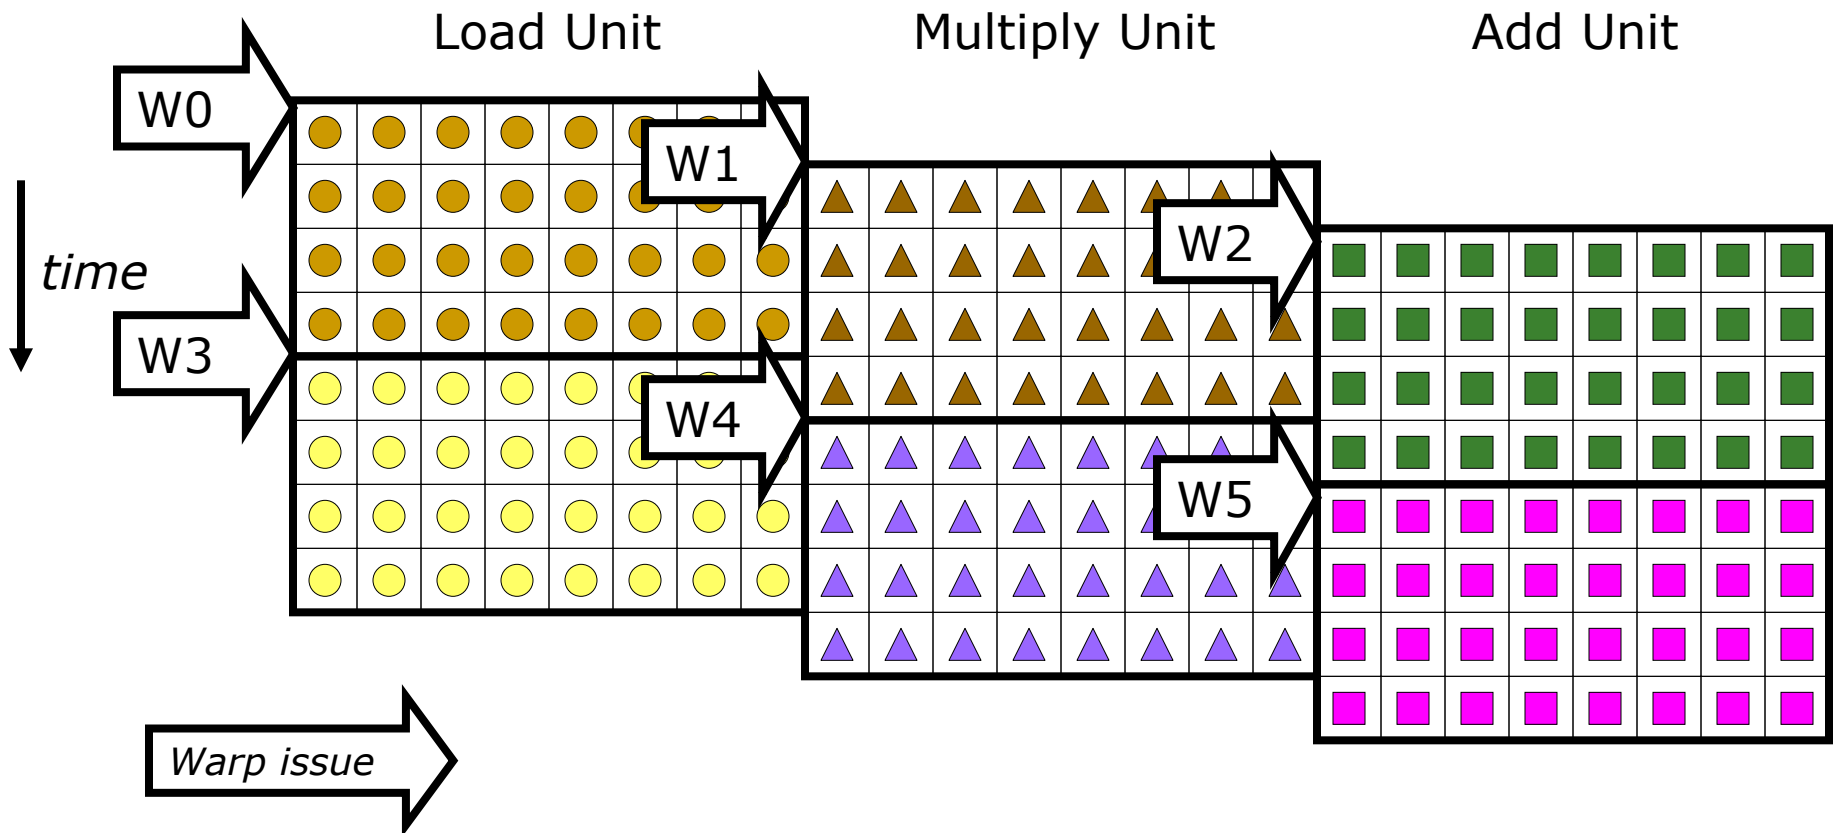 Load Unit
Multiply Unit
Add Unit
W0
W1
W2
time
W3
W4
W5
Warp issue